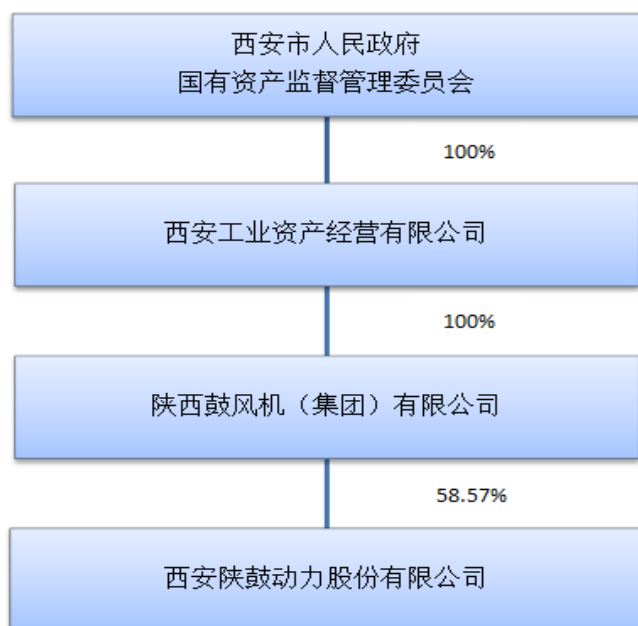 西安市人民政府
国有资产监督管理委员会
100%
西安工业资产经营有限公司
100%
陕西鼓风机（集团）有限公司
58.57%
西安陕鼓动力股份有限公司